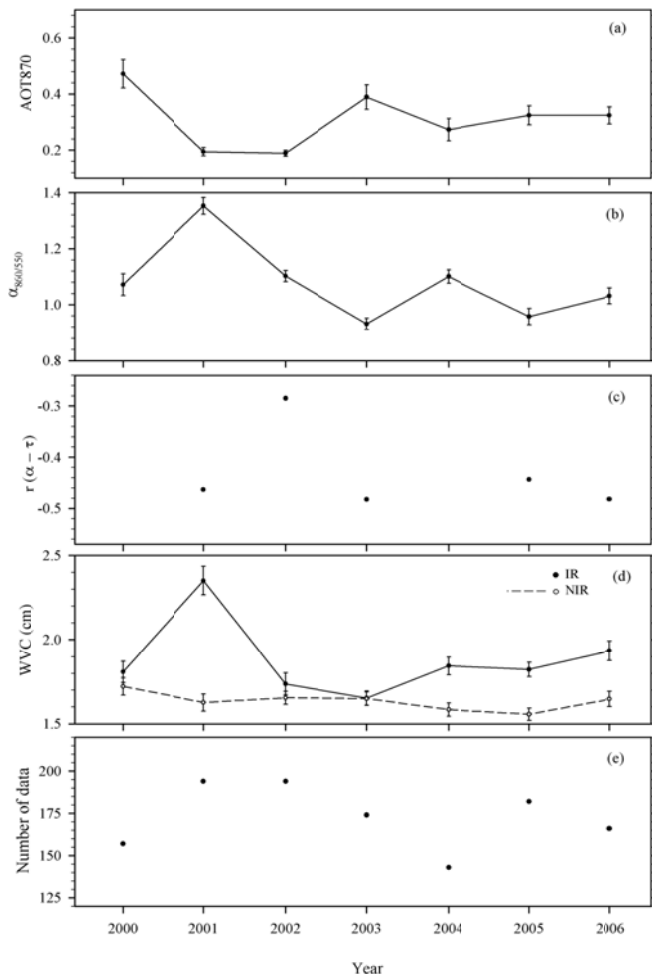 (a)
AOT870
0.6
0.4
0.2
(b)
α860/550
1.4
1.2
1.0
0.8
(c)
r (α – τ)
-0.3
-0.4
-0.5
(d)
IR
NIR
WVC (cm)
2.5
2.0
1.5
(e)
Number of data
200
175
150
125
2000 2001 2002 2003 2004 2005 2006
Year